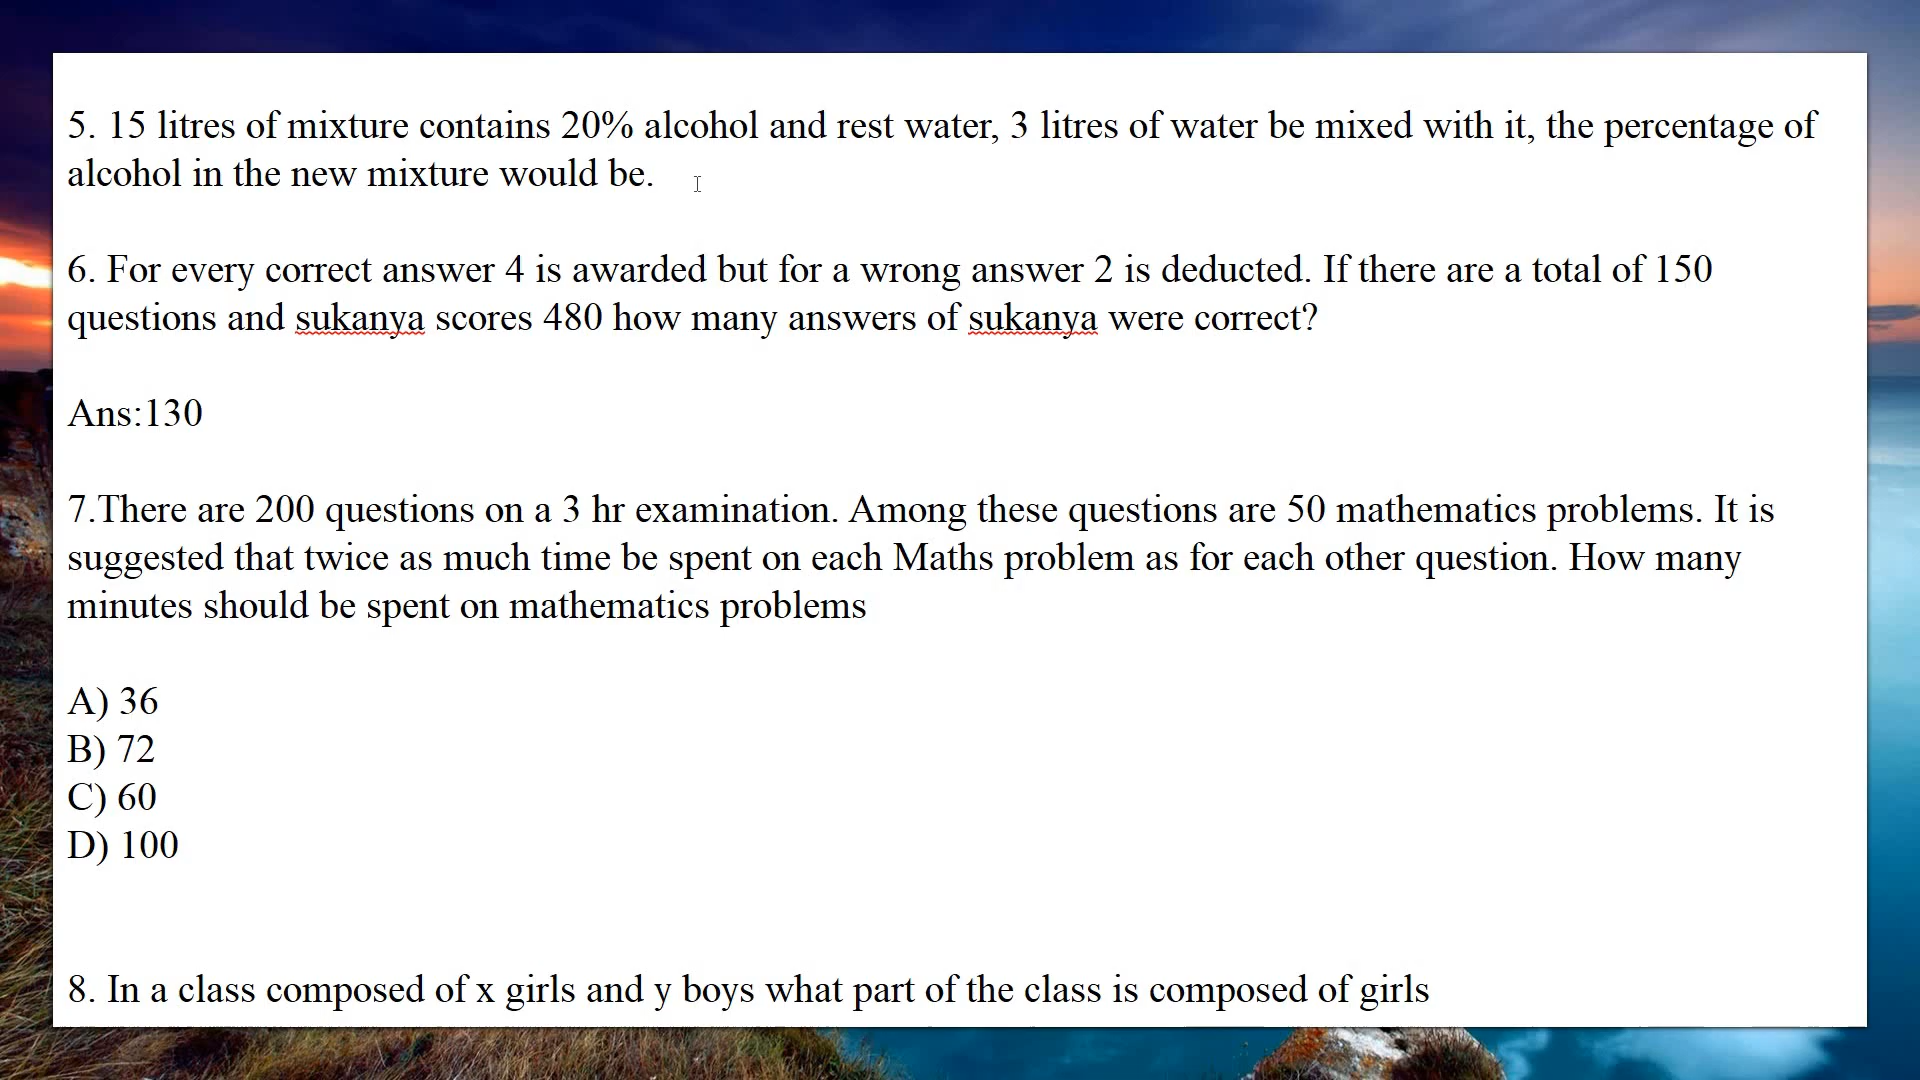 5. 15 litres of mixture contains 20% alcohol and rest water, 3 litres of water be mixed with it, the percentage of
alcohol in the new mixture would be.
6. For every correct answer 4 is awarded but for a wrong answer 2 is deducted. If there are a total of 150
questions and sukanya scores 480 how many answers of sukanya were correct?
Ans:130
7.There are 200 questions on a 3 hr examination. Among these questions are 50 mathematics problems. It is
suggested that twice as much time be spent on each Maths problem as for each other question. How many
minutes should be spent on mathematics problems
A) 36
B) 72
C) 60
D) 100
8. In a class composed of x girls and y boys what part of the class is composed of girls